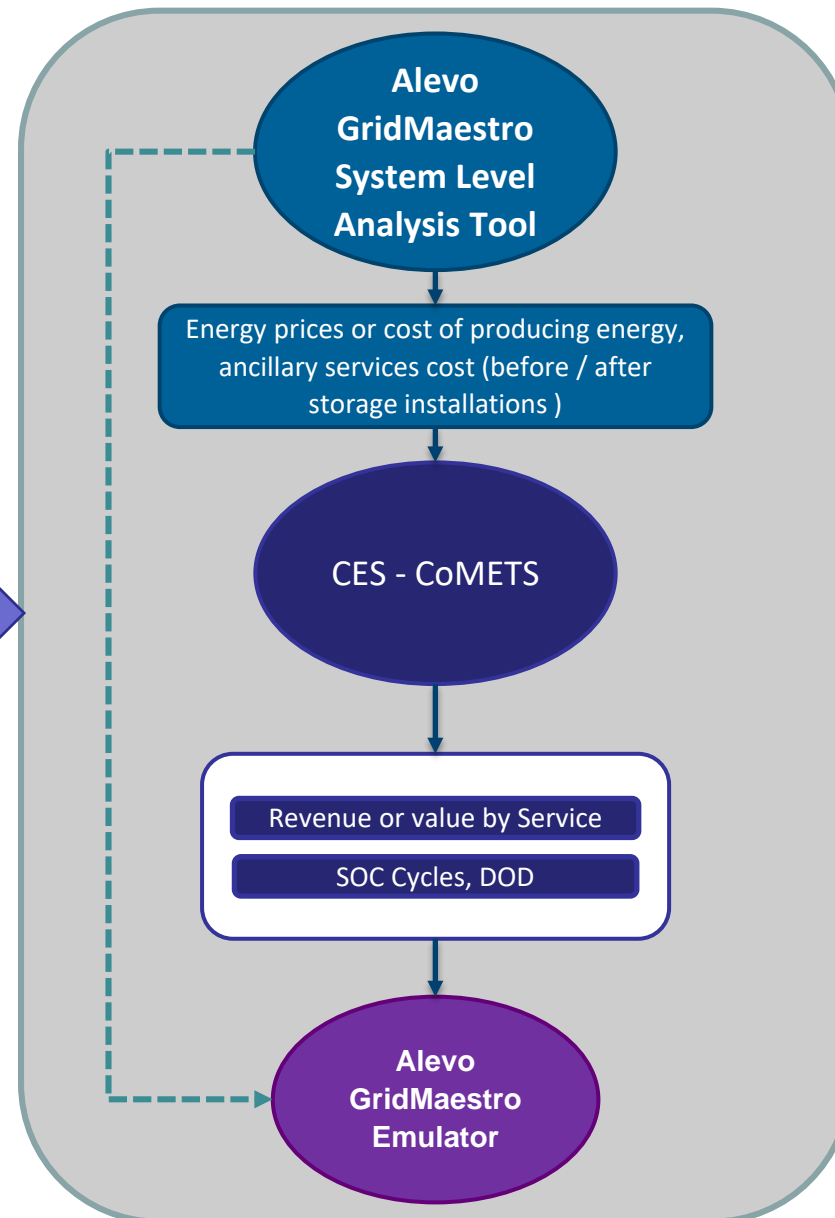 Alevo
GridMaestro
System Level
Analysis Tool
Energy prices or cost of producing energy,
ancillary services cost (before / after
storage installations )
CES - CoMETS
Revenue or value by Service
SOC Cycles, DOD
Alevo
GridMaestro
Emulator